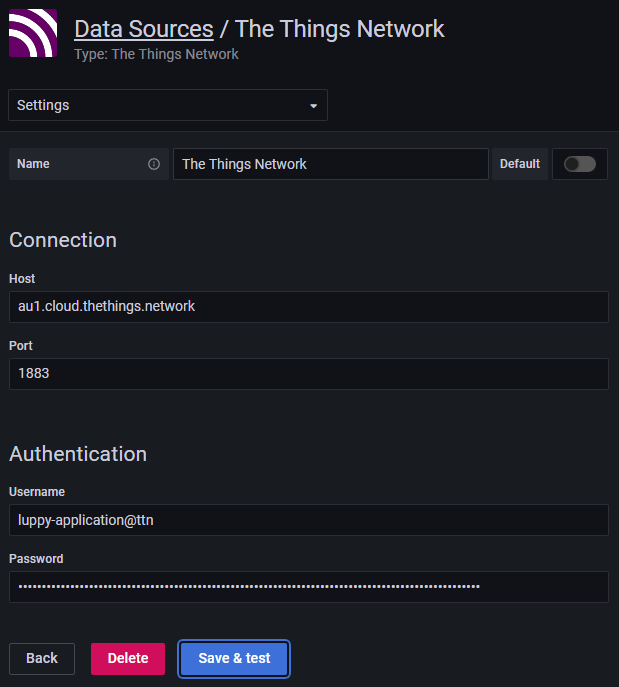 Data Sources / The Things Network
Type: The Things Network
Settings
Name The Things Network Default
Connection
Host
au1.cloud.thethings.network
Port
1883
Authentication
Username
luppy-application@ttn
Password
Back Delete Save & test